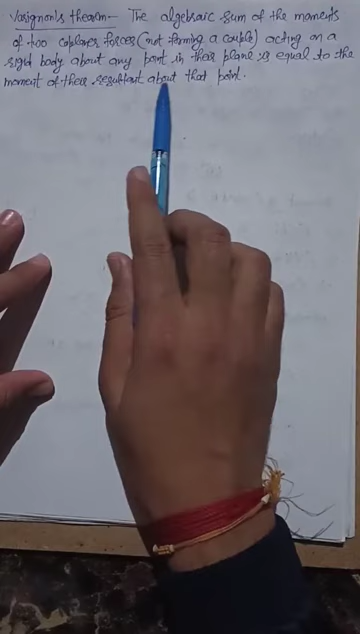 Varignon's theorem:- The algebraic sum of the moments
of two coplaner forces (not forming a couple) acting on a
rigid body about any point in their plane is equal to the
moment of their resultant about that point.